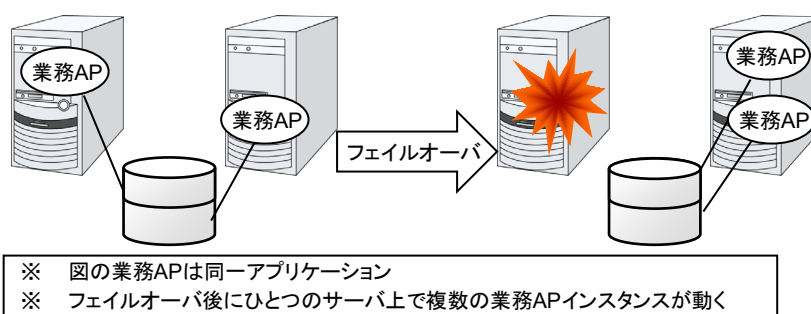 業務AP
業務AP
フェイルオーバ
業務AP
業務AP
※ 図の業務APは同一アプリケーション
※ フェイルオーバ後にひとつのサーバ上で複数の業務APインスタンスが動く